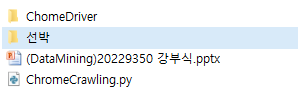 ChomeDriver
선박
(DataMining)20229350 강부식.pptx
ChromeCrawling.py